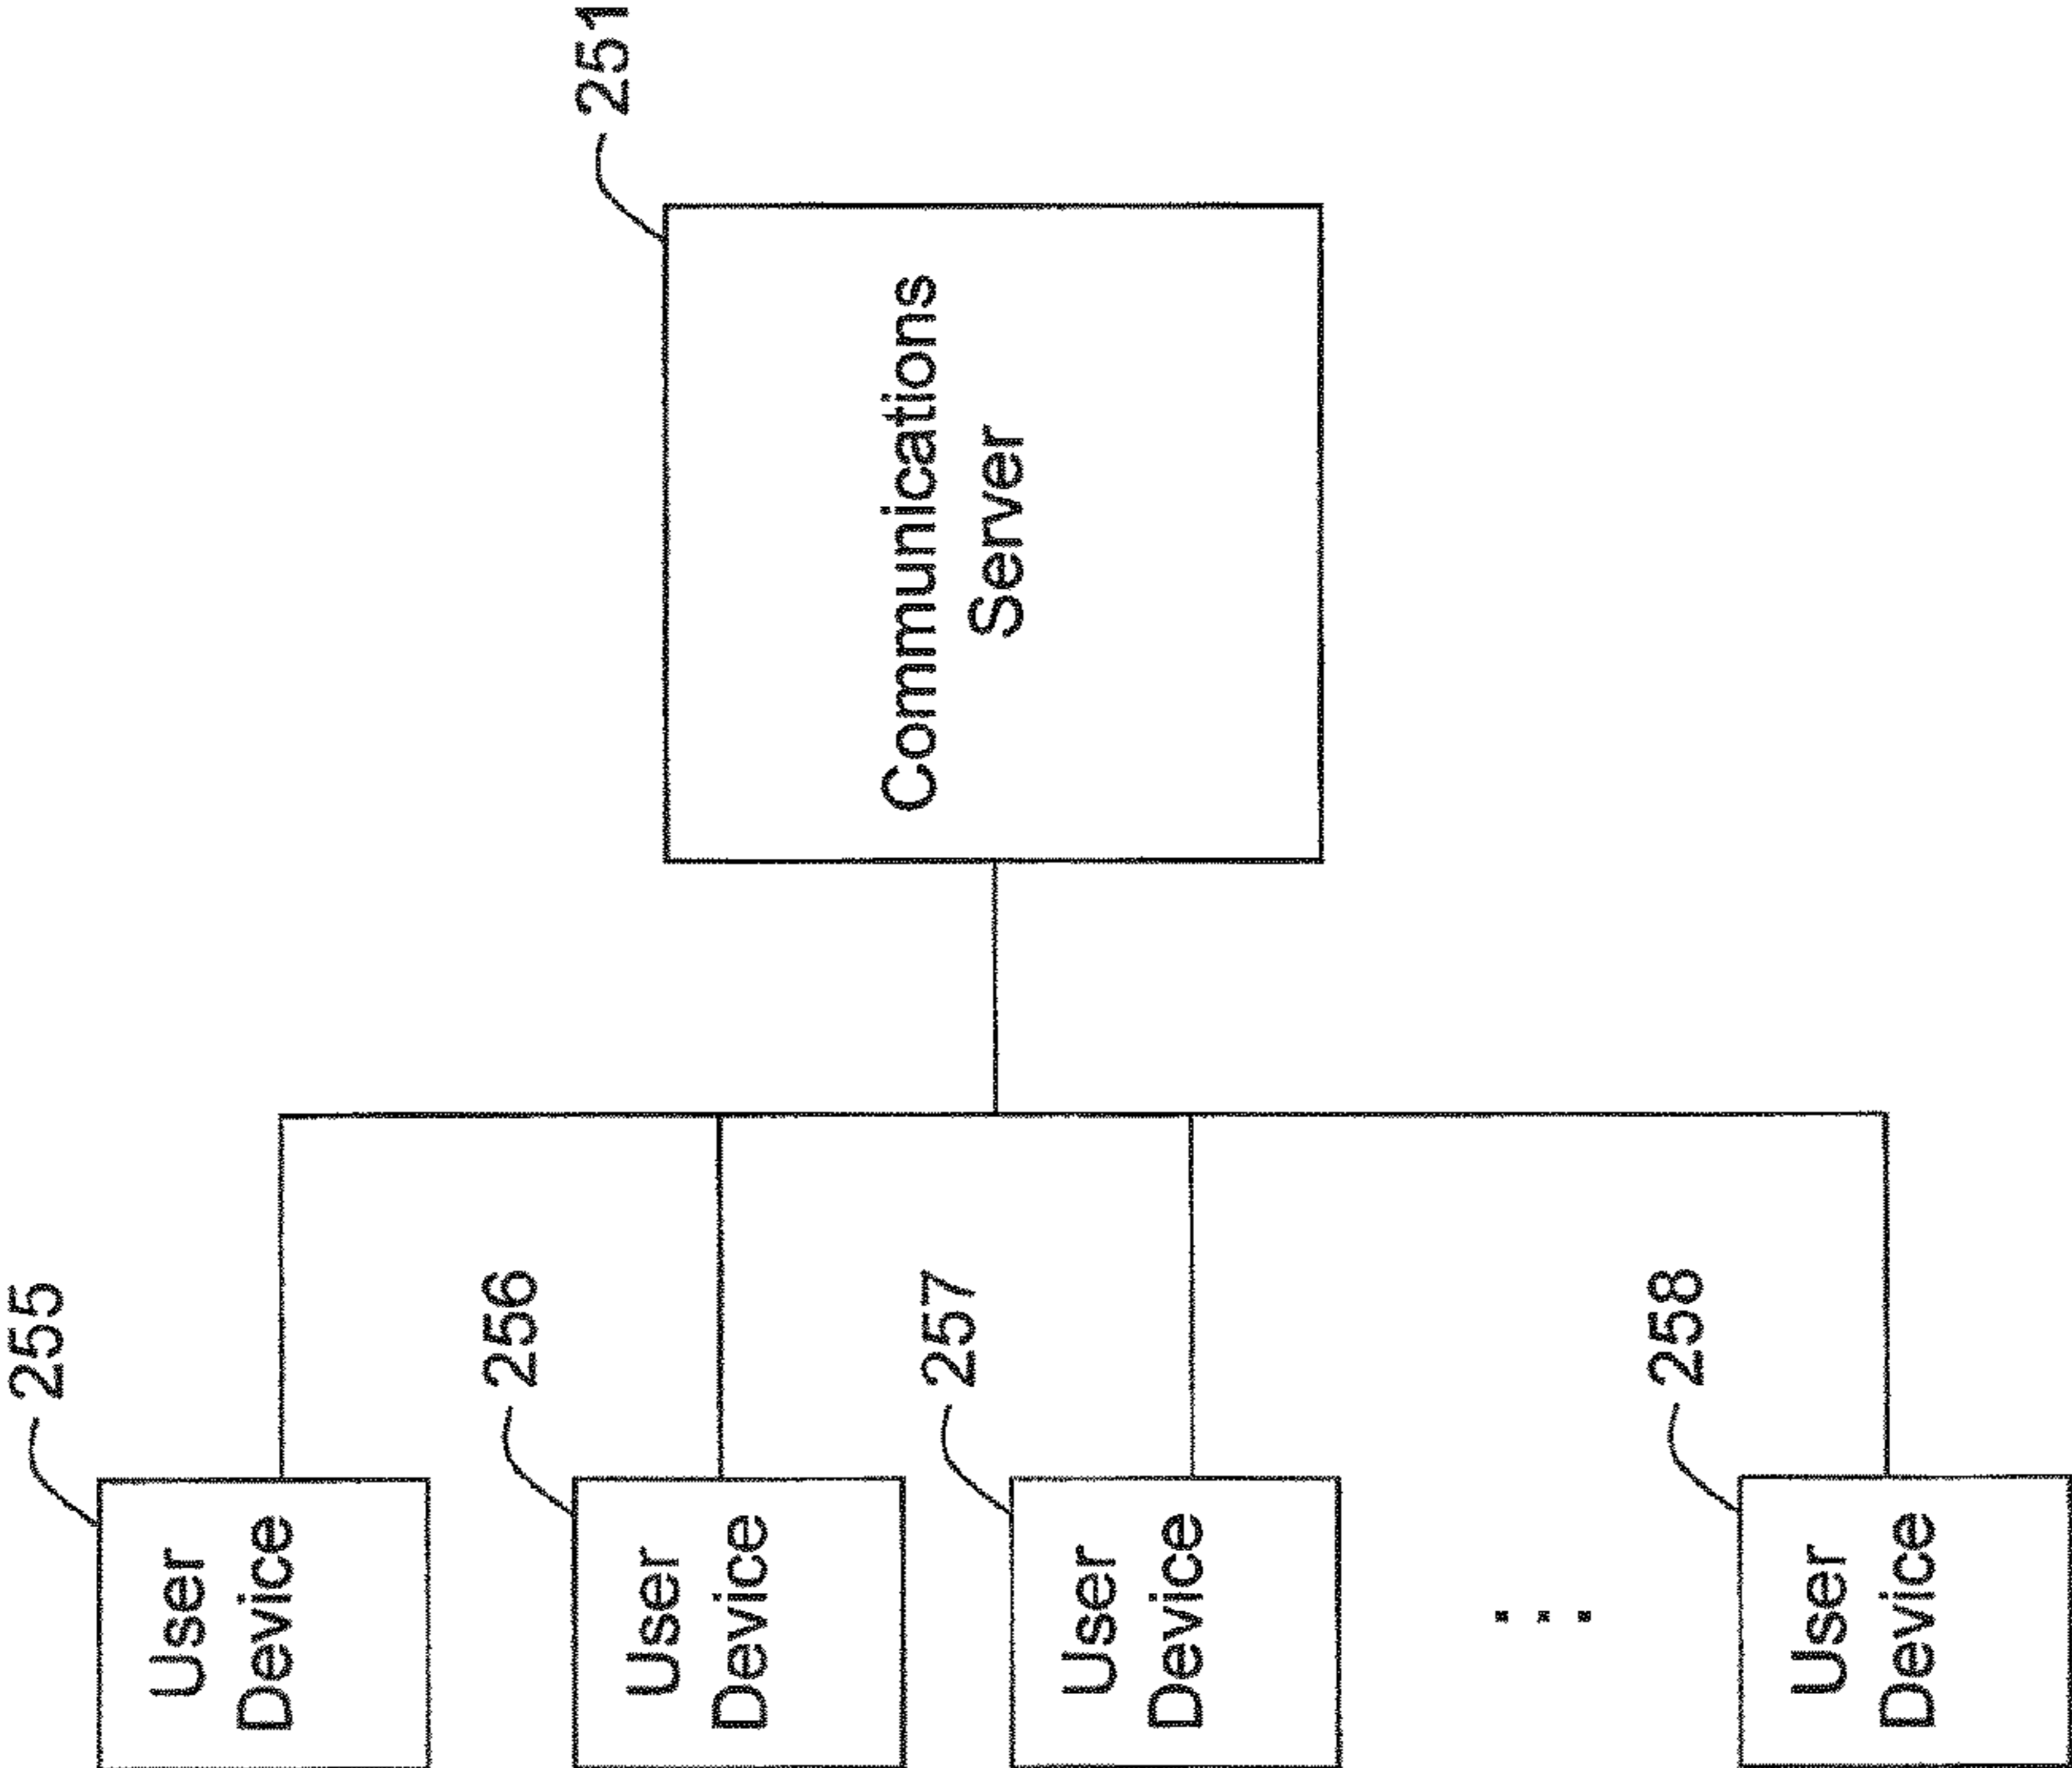 255
User
Device
256
User
Device
257
User
Device
...
258
User
Device
251
Communications
Server